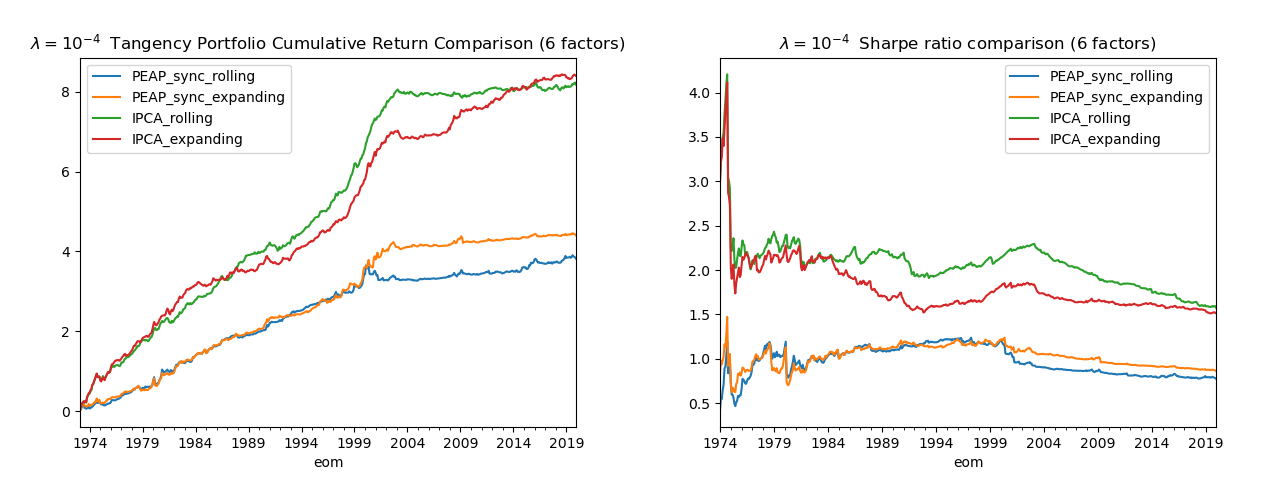 λ = 10⁻⁴ Tangency Portfolio Cumulative Return Comparison (6 factors)
PEAP_sync_rolling
PEAP_sync_expanding
IPCA_rolling
IPCA_expanding
8
6
4
2
0
1974 1979 1984 1989 1994 1999 2004 2009 2014 2019
eom
λ = 10⁻⁴ Sharpe ratio comparison (6 factors)
PEAP_sync_rolling
PEAP_sync_expanding
IPCA_rolling
IPCA_expanding
4.0
3.5
3.0
2.5
2.0
1.5
1.0
0.5
1974 1979 1984 1989 1994 1999 2004 2009 2014 2019
eom